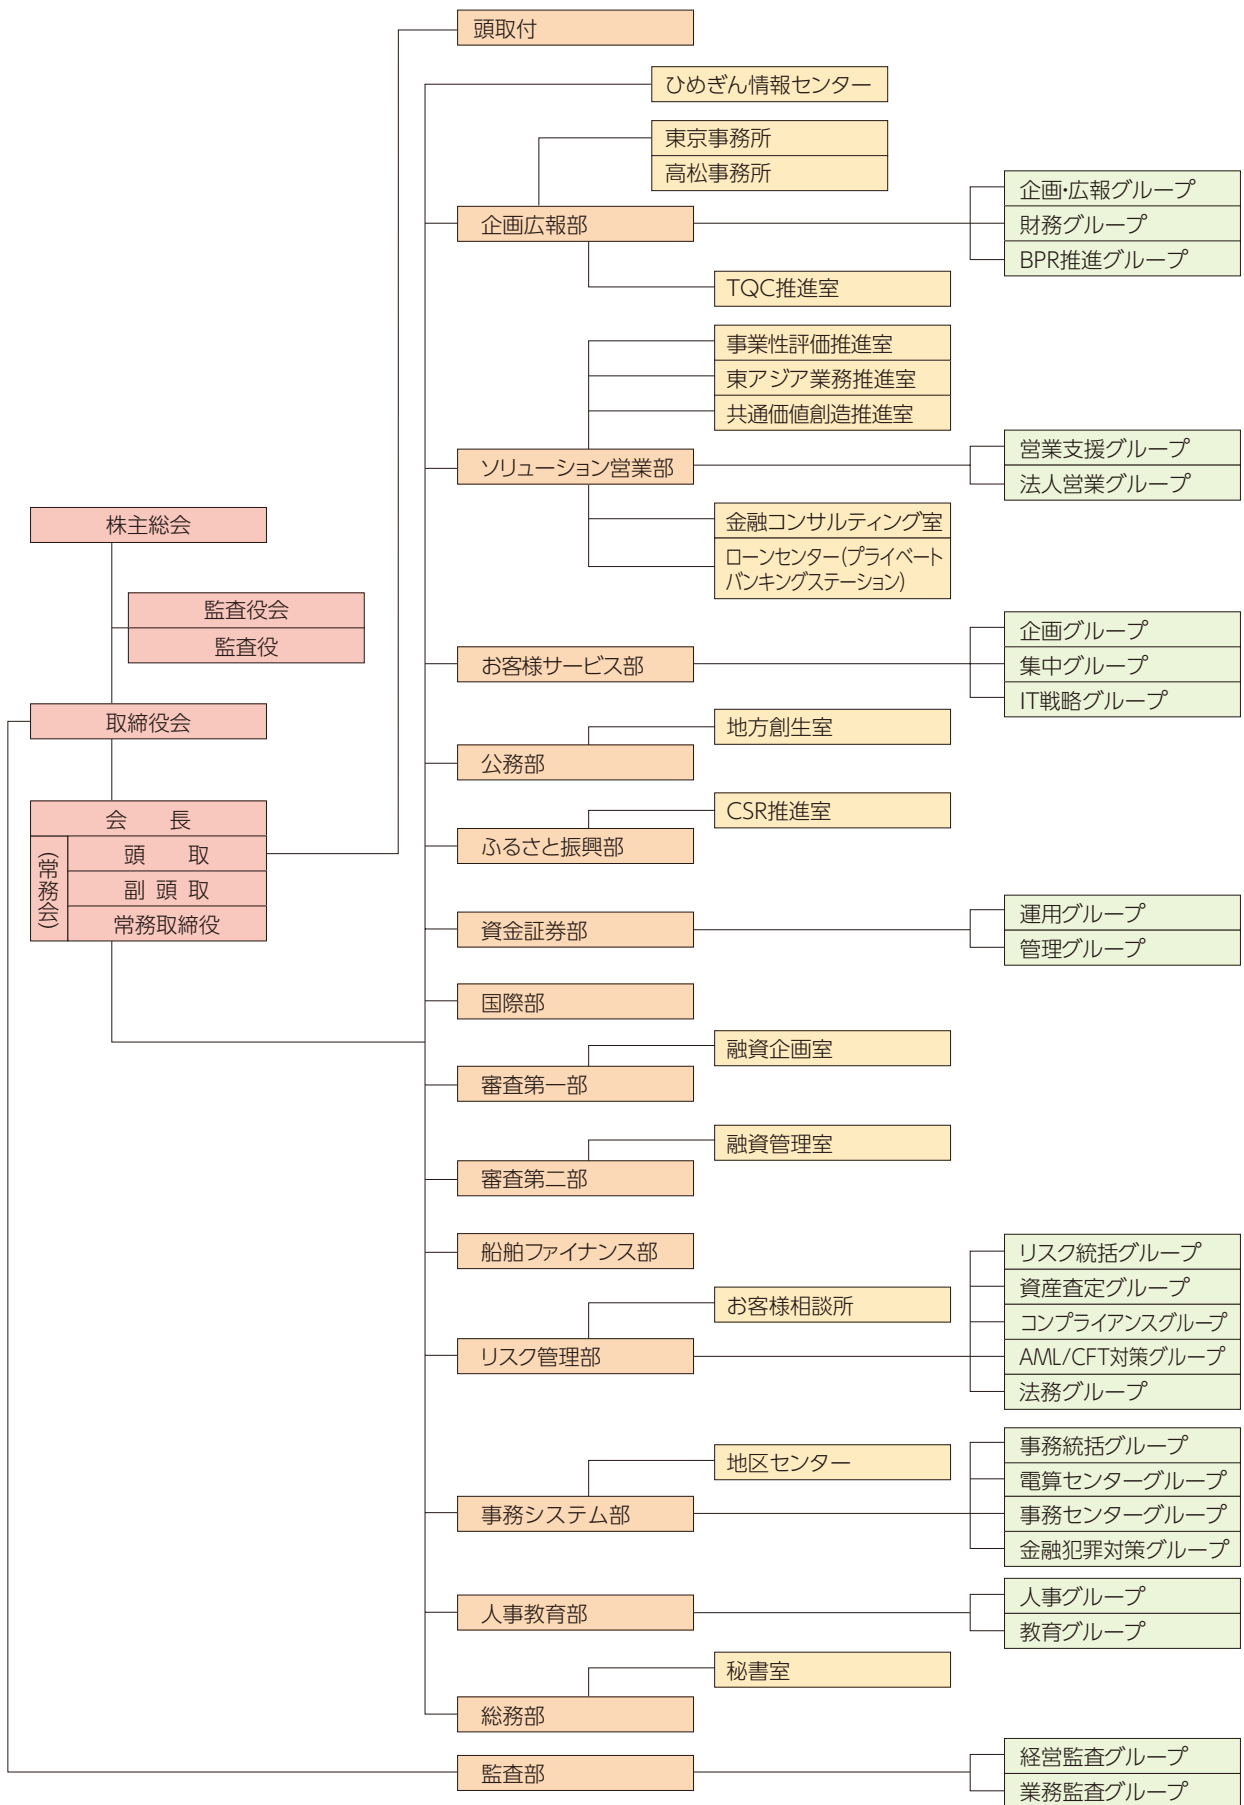 頭取付
ひめぎん情報センター
東京事務所
高松事務所
企画広報部
企画・広報グループ
財務グループ
BPR推進グループ
TQC推進室
事業性評価推進室
東アジア業務推進室
共通価値創造推進室
ソリューション営業部
営業支援グループ
法人営業グループ
金融コンサルティング室
ローンセンター(プライベート
バンキングステーション)
株主総会
監査役会
監査役
取締役会
会　長
(常務会)
頭　取
副 頭 取
常務取締役
お客様サービス部
企画グループ
集中グループ
IT戦略グループ
地方創生室
公務部
CSR推進室
ふるさと振興部
資金証券部
運用グループ
管理グループ
国際部
融資企画室
審査第一部
融資管理室
審査第二部
船舶ファイナンス部
お客様相談所
リスク管理部
リスク統括グループ
資産査定グループ
コンプライアンスグループ
AML/CFT対策グループ
法務グループ
地区センター
事務システム部
事務統括グループ
電算センターグループ
事務センターグループ
金融犯罪対策グループ
人事教育部
人事グループ
教育グループ
秘書室
総務部
監査部
経営監査グループ
業務監査グループ